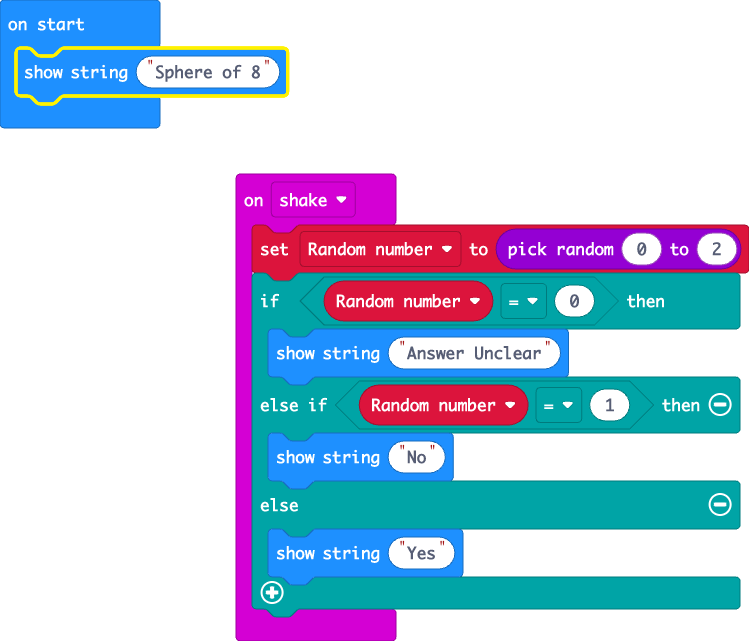 on start
show string "Sphere of 8"
on shake
set Random number to pick random 0 to 2
if Random number = 0 then
show string "Answer Unclear"
else if Random number = 1 then
show string "No"
else
show string "Yes"